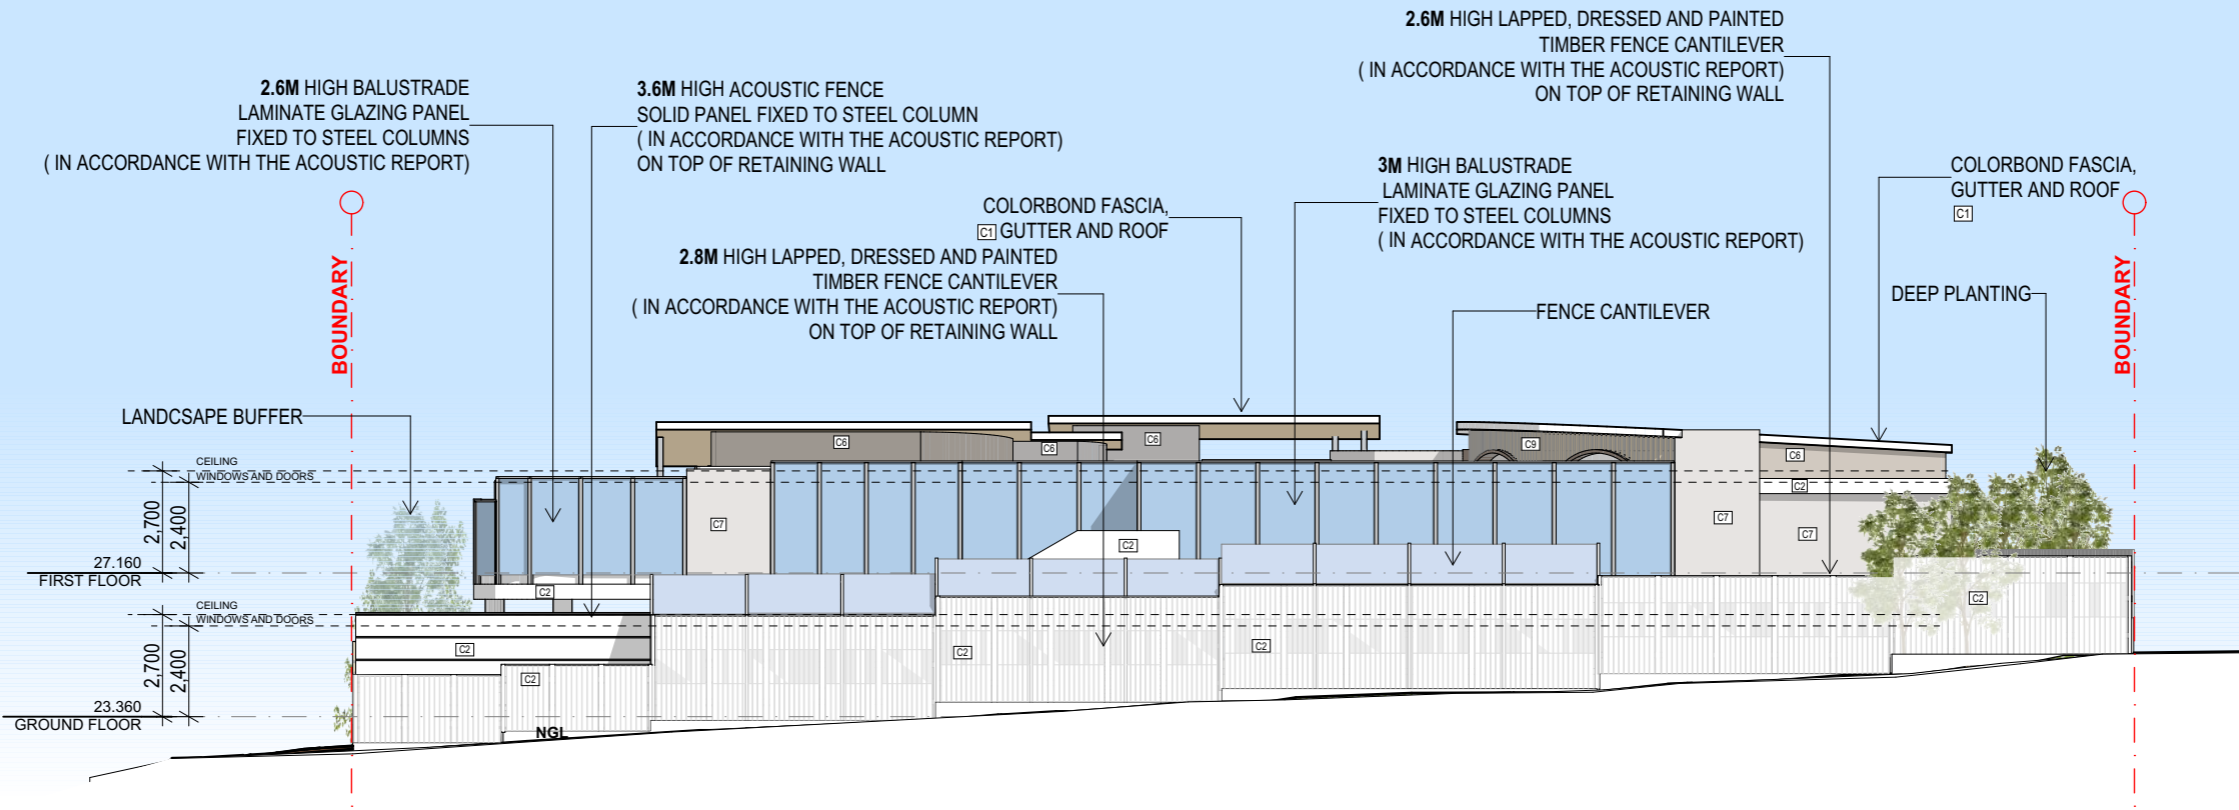 2.6M HIGH LAPPED, DRESSED AND PAINTED
TIMBER FENCE CANTILEVER
( IN ACCORDANCE WITH THE ACOUSTIC REPORT)
ON TOP OF RETAINING WALL
2.6M HIGH BALUSTRADE
LAMINATE GLAZING PANEL
FIXED TO STEEL COLUMNS
( IN ACCORDANCE WITH THE ACOUSTIC REPORT)
3.6M HIGH ACOUSTIC FENCE
SOLID PANEL FIXED TO STEEL COLUMN
( IN ACCORDANCE WITH THE ACOUSTIC REPORT)
ON TOP OF RETAINING WALL
3M HIGH BALUSTRADE
LAMINATE GLAZING PANEL
FIXED TO STEEL COLUMNS
( IN ACCORDANCE WITH THE ACOUSTIC REPORT)
COLORBOND FASCIA,
GUTTER AND ROOF
C1
COLORBOND FASCIA,
C1 GUTTER AND ROOF
2.8M HIGH LAPPED, DRESSED AND PAINTED
TIMBER FENCE CANTILEVER
( IN ACCORDANCE WITH THE ACOUSTIC REPORT)
ON TOP OF RETAINING WALL
BOUNDARY
BOUNDARY
DEEP PLANTING
FENCE CANTILEVER
LANDCSAPE BUFFER
C6
C6
C6
C9
C6
CEILING
WINDOWS AND DOORS
C2
2,700
2,400
C7
C7
C7
C2
27.160
FIRST FLOOR
C2
C2
CEILING
WINDOWS AND DOORS
2,700
2,400
C2
C2
C2
C2
23.360
GROUND FLOOR
NGL